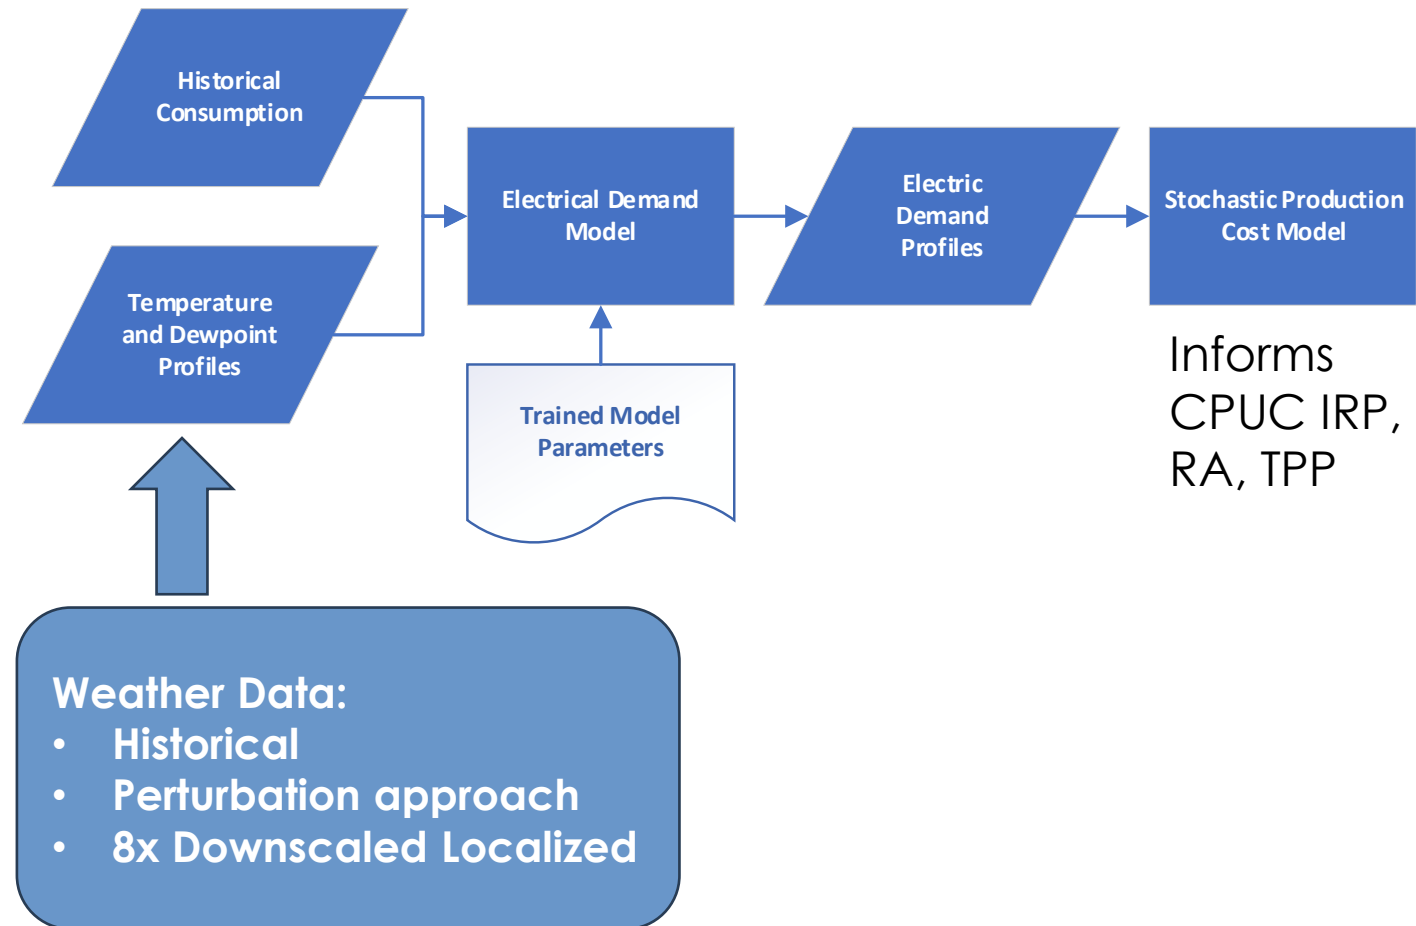 Historical
Consumption
Temperature
and Dewpoint
Profiles
Electrical Demand
Model
Trained Model
Parameters
Electric
Demand
Profiles
Stochastic Production
Cost Model
Informs
CPUC IRP,
RA, TPP
Weather Data:
• Historical
• Perturbation approach
• 8x Downscaled Localized